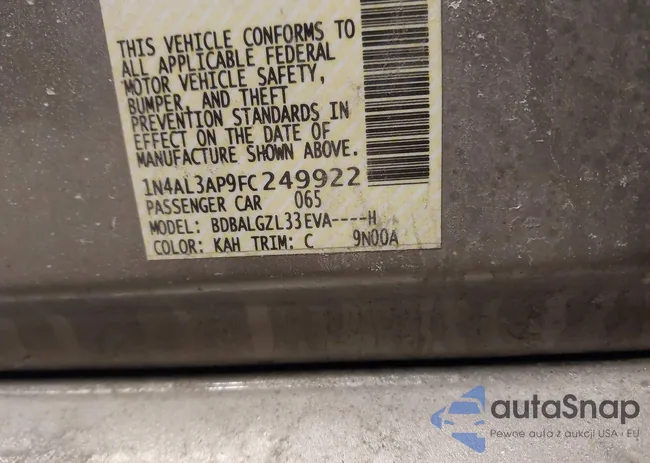 THIS VEHICLE CONFORMS TO
ALL APPLICABLE FEDERAL
MOTOR VEHICLE SAFETY,
BUMPER, AND THEFT
PREVENTION STANDARDS IN
EFFECT ON THE DATE OF
MANUFACTURE SHOWN ABOVE.
1N4AL3AP9FC249922
PASSENGER CAR 065
MODEL: BDBALGZL33EVA----H
COLOR: KAH TRIM: C 9N00A
autaSnap
Pewne auta z aukcji USA i EU